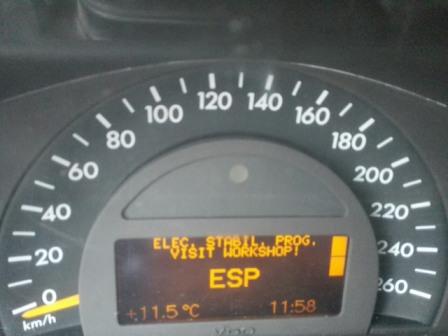 0
20
40
60
80
100
120
140
160
180
200
220
240
260
km/h
ELEC. STABIL. PROG.
VISIT WORKSHOP!
ESP
+11.5°C 11:58
VDO